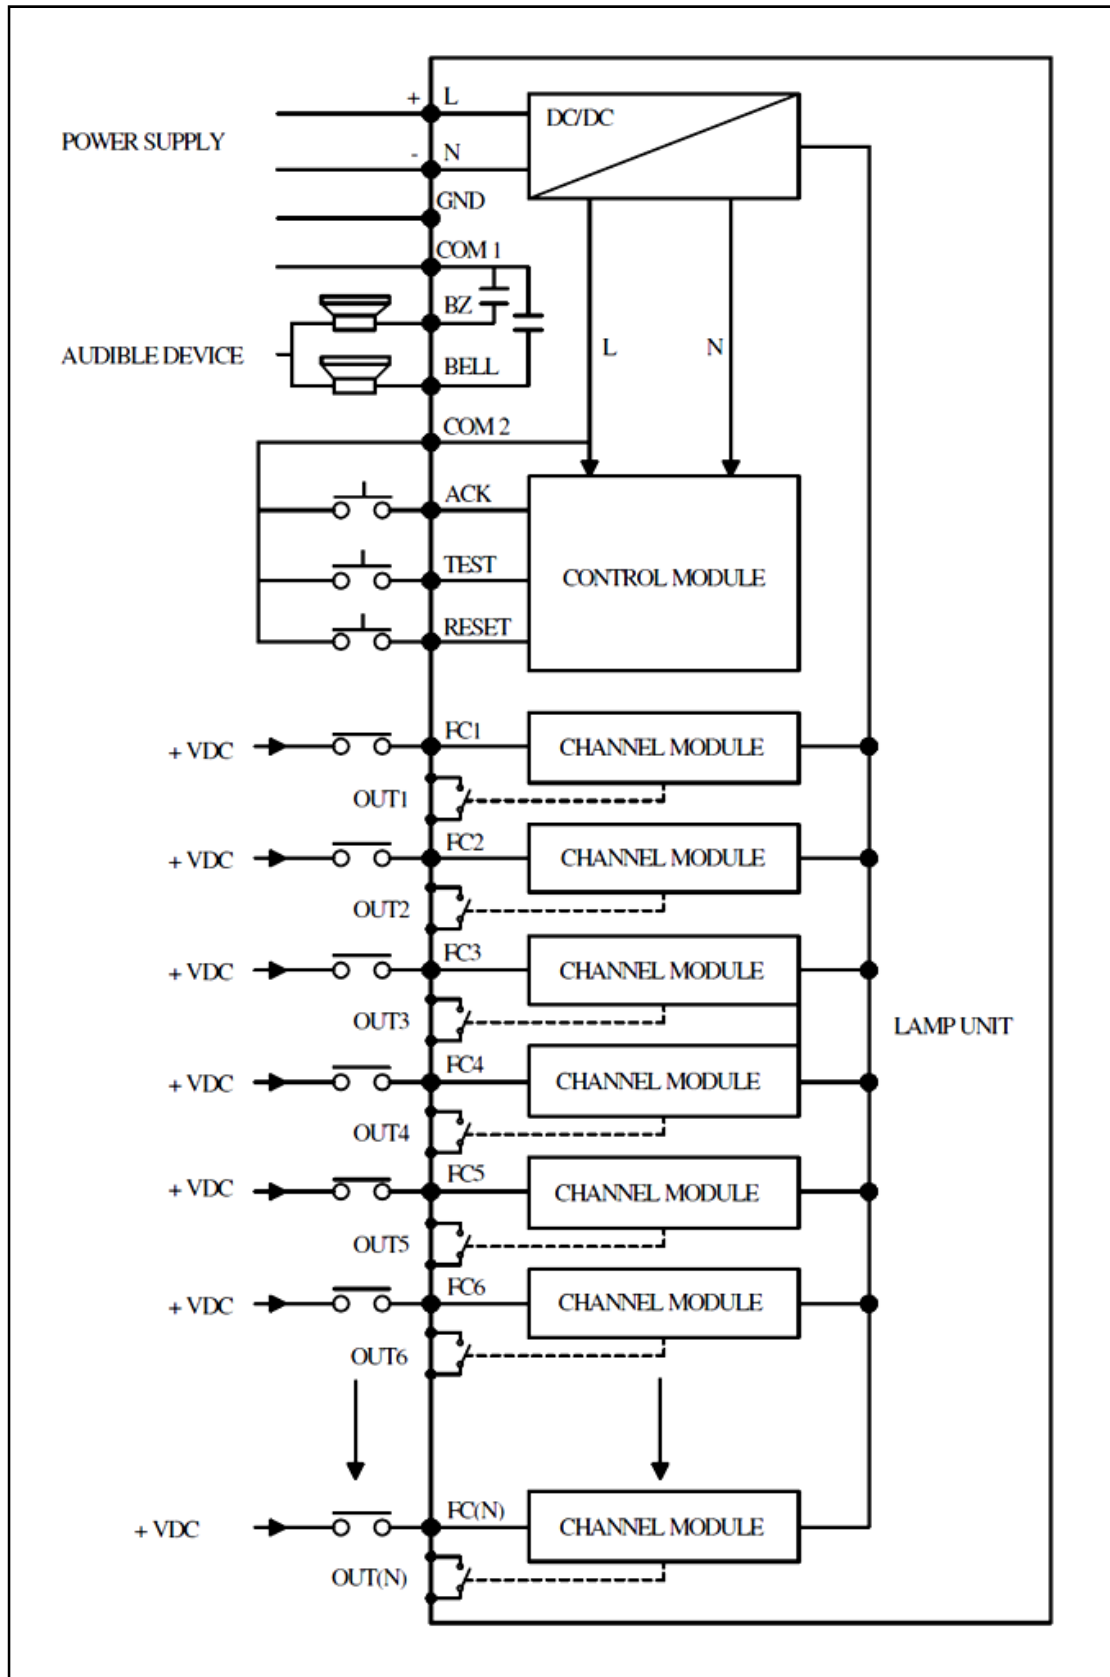 + L
DC/DC
POWER SUPPLY
- N
GND
COM 1
BZ
AUDIBLE DEVICE
BELL
L N
COM 2
ACK
TEST
CONTROL MODULE
RESET
FC1
+ VDC
CHANNEL MODULE
OUT1
FC2
+ VDC
CHANNEL MODULE
OUT2
FC3
+ VDC
CHANNEL MODULE
OUT3
LAMP UNIT
FC4
+ VDC
CHANNEL MODULE
OUT4
FC5
+ VDC
CHANNEL MODULE
OUT5
FC6
+ VDC
CHANNEL MODULE
OUT6
FC(N)
+ VDC
CHANNEL MODULE
OUT(N)